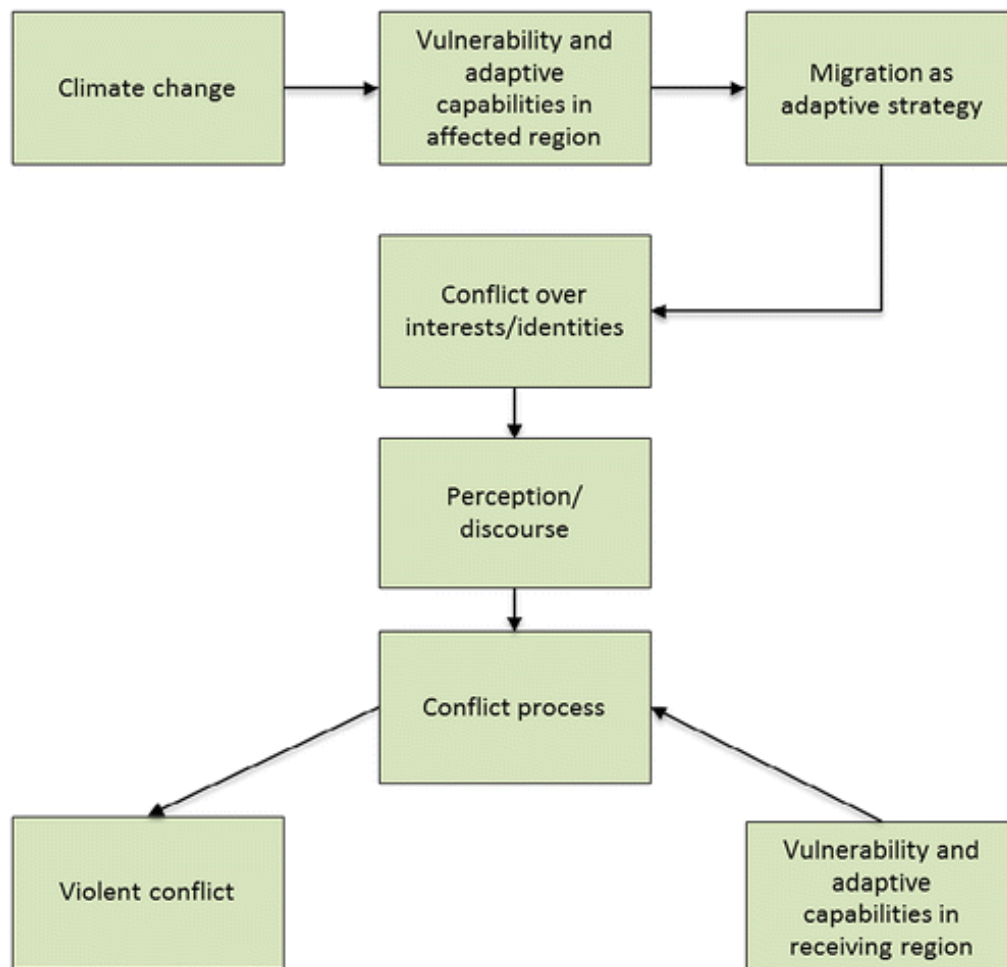 Climate change
Vulnerability and
adaptive
capabilities in
affected region
Migration as
adaptive strategy
Conflict over
interests/identities
Perception/
discourse
Conflict process
Violent conflict
Vulnerability and
adaptive
capabilities in
receiving region